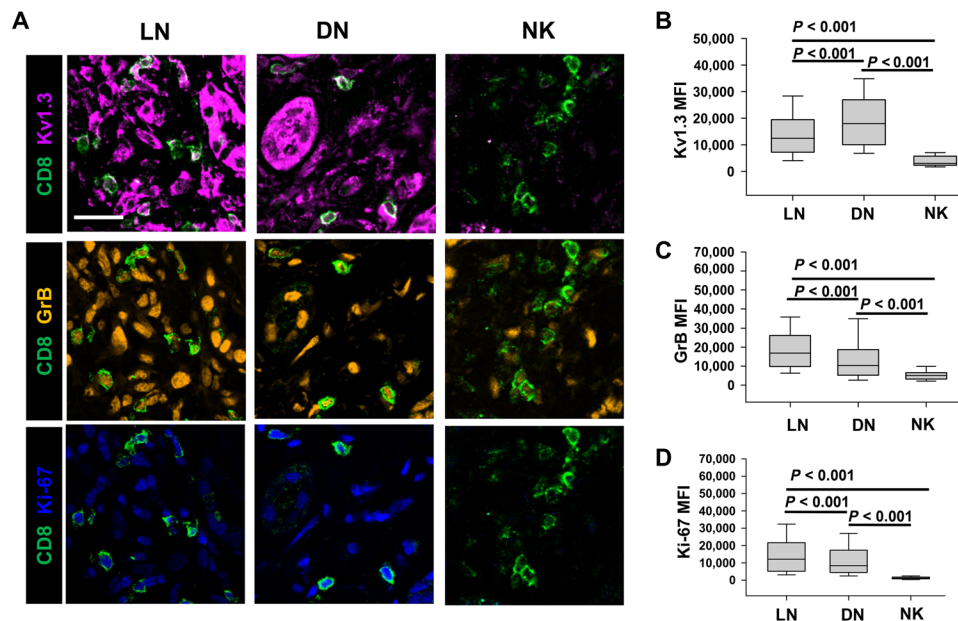 A
LN
DN
NK
CD8 Kv1.3
CD8 GrB
CD8 Ki-67
B
50,000
40,000
30,000
20,000
10,000
0
Kv1.3 MFI
P < 0.001
P < 0.001
P < 0.001
LN
DN
NK
C
70,000
60,000
50,000
40,000
30,000
20,000
10,000
0
GrB MFI
P < 0.001
P < 0.001
P < 0.001
LN
DN
NK
D
70,000
60,000
50,000
40,000
30,000
20,000
10,000
0
Ki-67 MFI
P < 0.001
P < 0.001
P < 0.001
LN
DN
NK